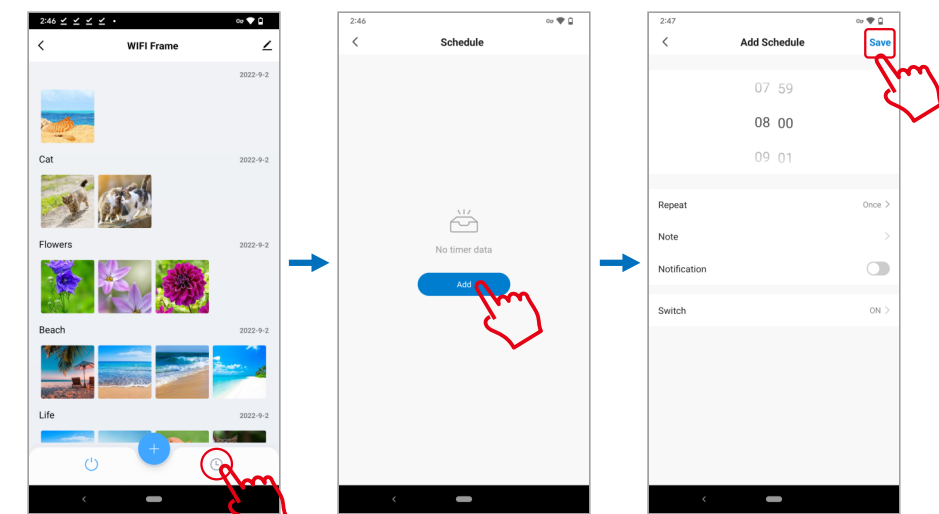 2:46
WIFI Frame
2022-9-2
Cat 2022-9-2
Flowers 2022-9-2
Beach 2022-9-2
Life 2022-9-2
2:46
Schedule
No timer data
Add
2:47
Add Schedule Save
07 59
08 00
09 01
Repeat Once >
Note >
Notification
Switch ON >